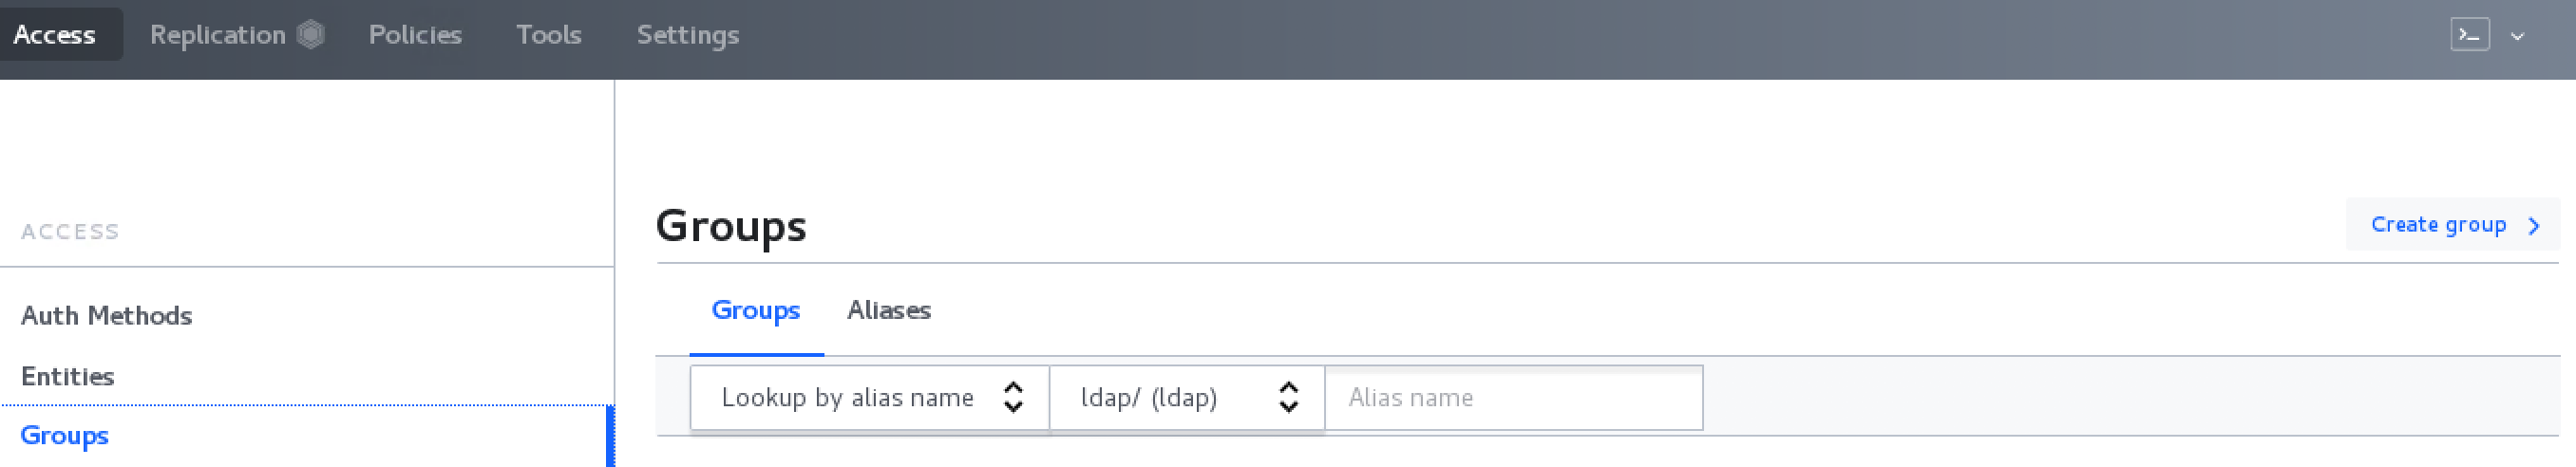 Access Replication Policies Tools Settings
>_
ACCESS
Auth Methods
Entities
Groups
Groups
Create group
Groups Aliases
Lookup by alias name ldap/ (ldap) Alias name